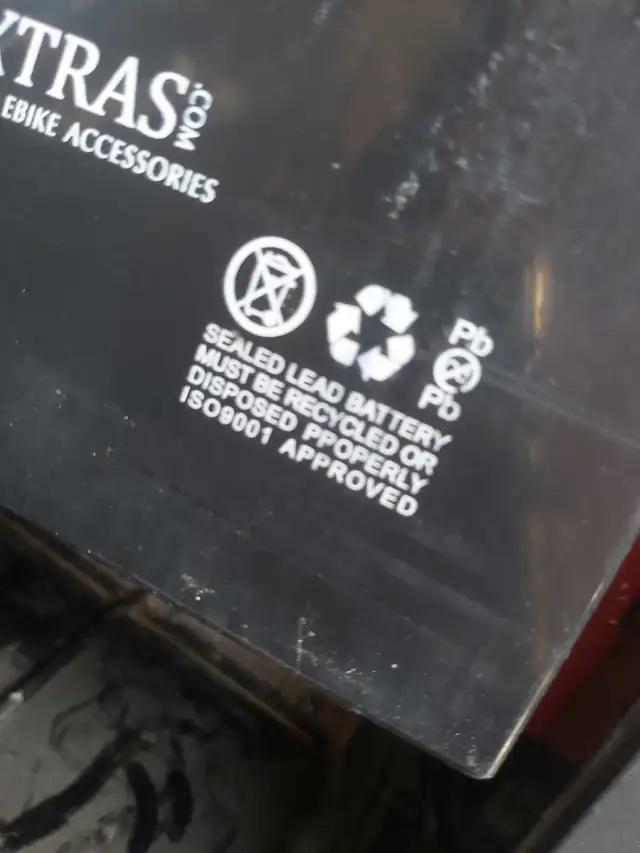 XTRAS.COM
EBIKE ACCESSORIES
Pb
Pb
SEALED LEAD BATTERY
MUST BE RECYCLED OR
DISPOSED PPOPERLY
ISO9001 APPROVED